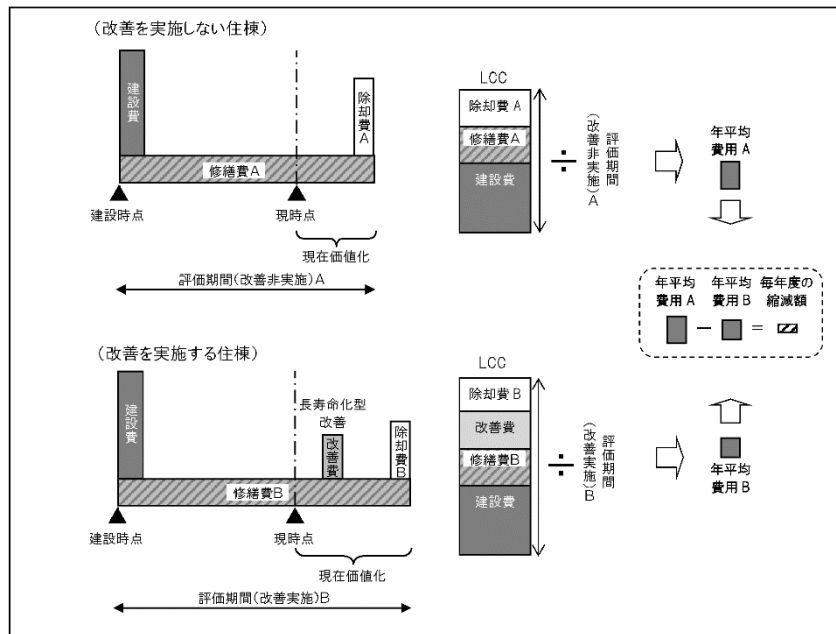 (改善を実施しない住棟)
建設費
除却費A
修繕費A
建設時点
現時点
現在価値化
評価期間(改善非実施)A
LCC
除却費A
修繕費A
建設費
÷
評価期間
(改善非実施)A
年平均
費用A
年平均
費用A
年平均
費用B
毎年度の
縮減額
－
＝
(改善を実施する住棟)
建設費
長寿命化型
改善
改善費
除却費B
修繕費B
建設時点
現時点
現在価値化
評価期間(改善実施)B
LCC
除却費B
改善費
修繕費B
建設費
÷
評価期間
(改善実施)B
年平均
費用B